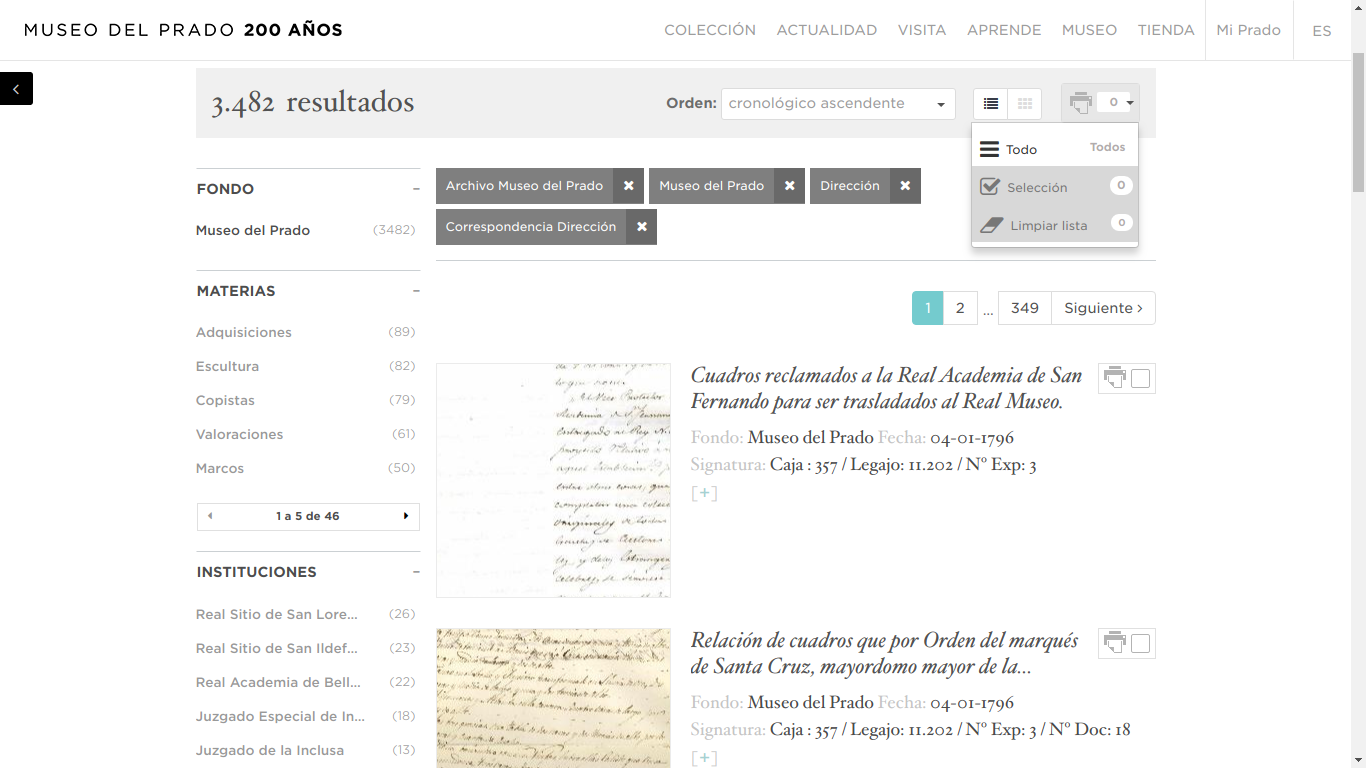 MUSEO DEL PRADO 200 AÑOS
COLECCIÓN ACTUALIDAD VISITA APRENDE MUSEO TIENDA Mi Prado ES
3.482 resultados
Orden: cronológico ascendente
0
Todo Todos
Selección 0
Limpiar lista 0
FONDO –
Museo del Prado (3482)
MATERIAS –
Adquisiciones (89)
Escultura (82)
Copistas (79)
Valoraciones (61)
Marcos (50)
1 a 5 de 46
INSTITUCIONES –
Real Sitio de San Lore... (26)
Real Sitio de San Ildef... (23)
Real Academia de Bell... (22)
Juzgado Especial de In... (18)
Juzgado de la Inclusa (13)
Archivo Museo del Prado ✖ Museo del Prado ✖ Dirección ✖
Correspondencia Dirección ✖
1 2 ... 349 Siguiente ›
Cuadros reclamados a la Real Academia de San
Fernando para ser trasladados al Real Museo.
Fondo: Museo del Prado Fecha: 04-01-1796
Signatura: Caja : 357 / Legajo: 11.202 / Nº Exp: 3
[+]
Relación de cuadros que por Orden del marqués
de Santa Cruz, mayordomo mayor de la...
Fondo: Museo del Prado Fecha: 04-01-1796
Signatura: Caja : 357 / Legajo: 11.202 / Nº Exp: 3 / Nº Doc: 18
[+]